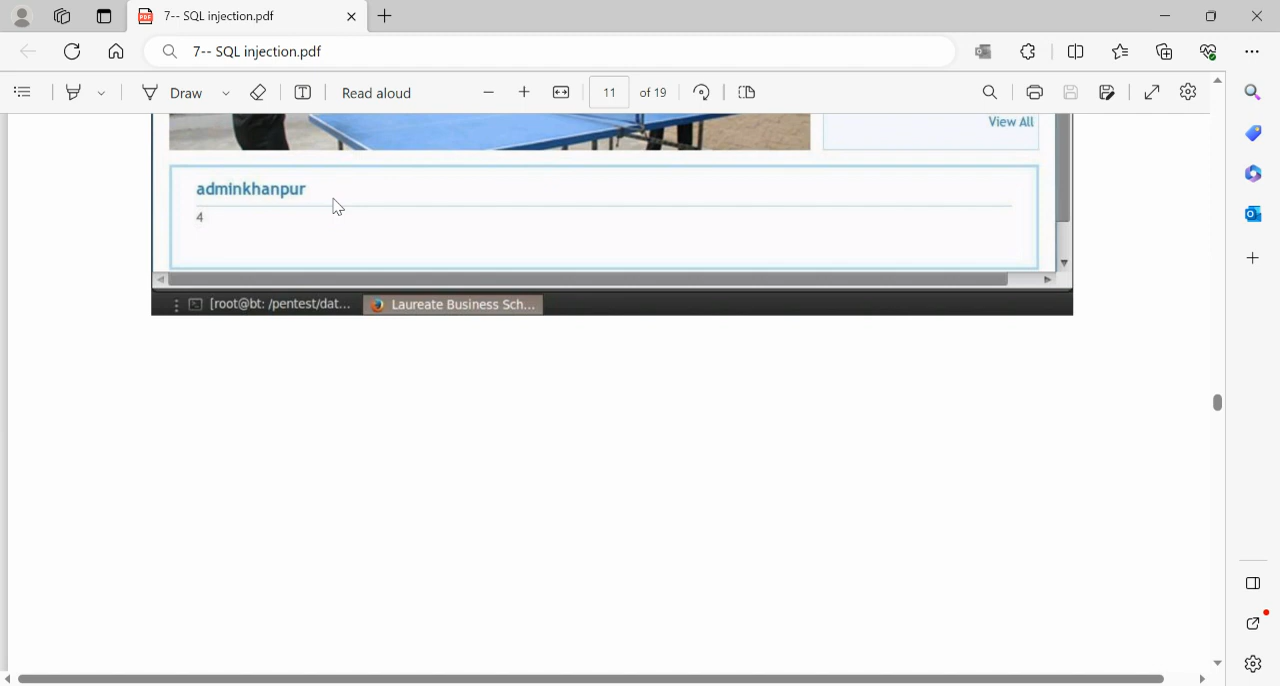 7-- SQL injection.pdf
7-- SQL injection.pdf
Draw
Read aloud
11
of 19
View All
adminkhanpur
4
[root@bt: /pentest/dat...
Laureate Business Sch...